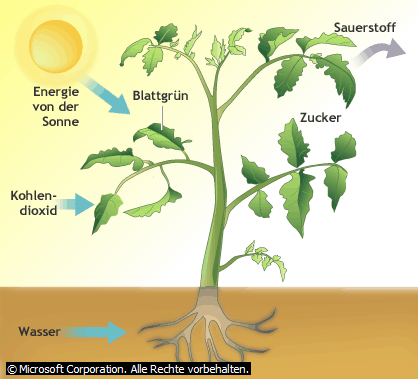 Sauerstoff
Energie
von der
Sonne
Blattgrün
Zucker
Kohlen-
dioxid
Wasser
© Microsoft Corporation. Alle Rechte vorbehalten.